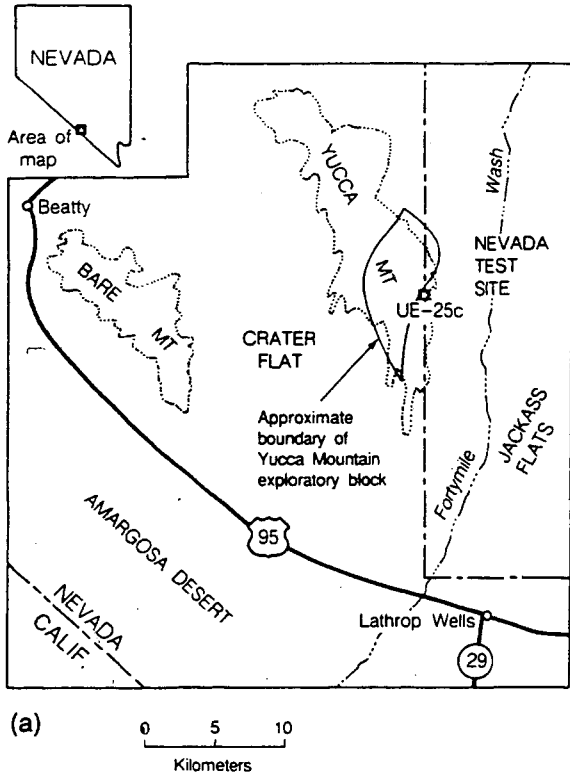 NEVADA
Area of
map
Beatty
BARE
MT
YUCCA
MT
Wash
NEVADA
TEST
SITE
UE-25c
CRATER
FLAT
Approximate
boundary of
Yucca Mountain
exploratory block
JACKASS
FLATS
Fortymile
95
AMARGOSA DESERT
NEVADA
CALIF.
Lathrop Wells
29
(a)
0 5 10
Kilometers